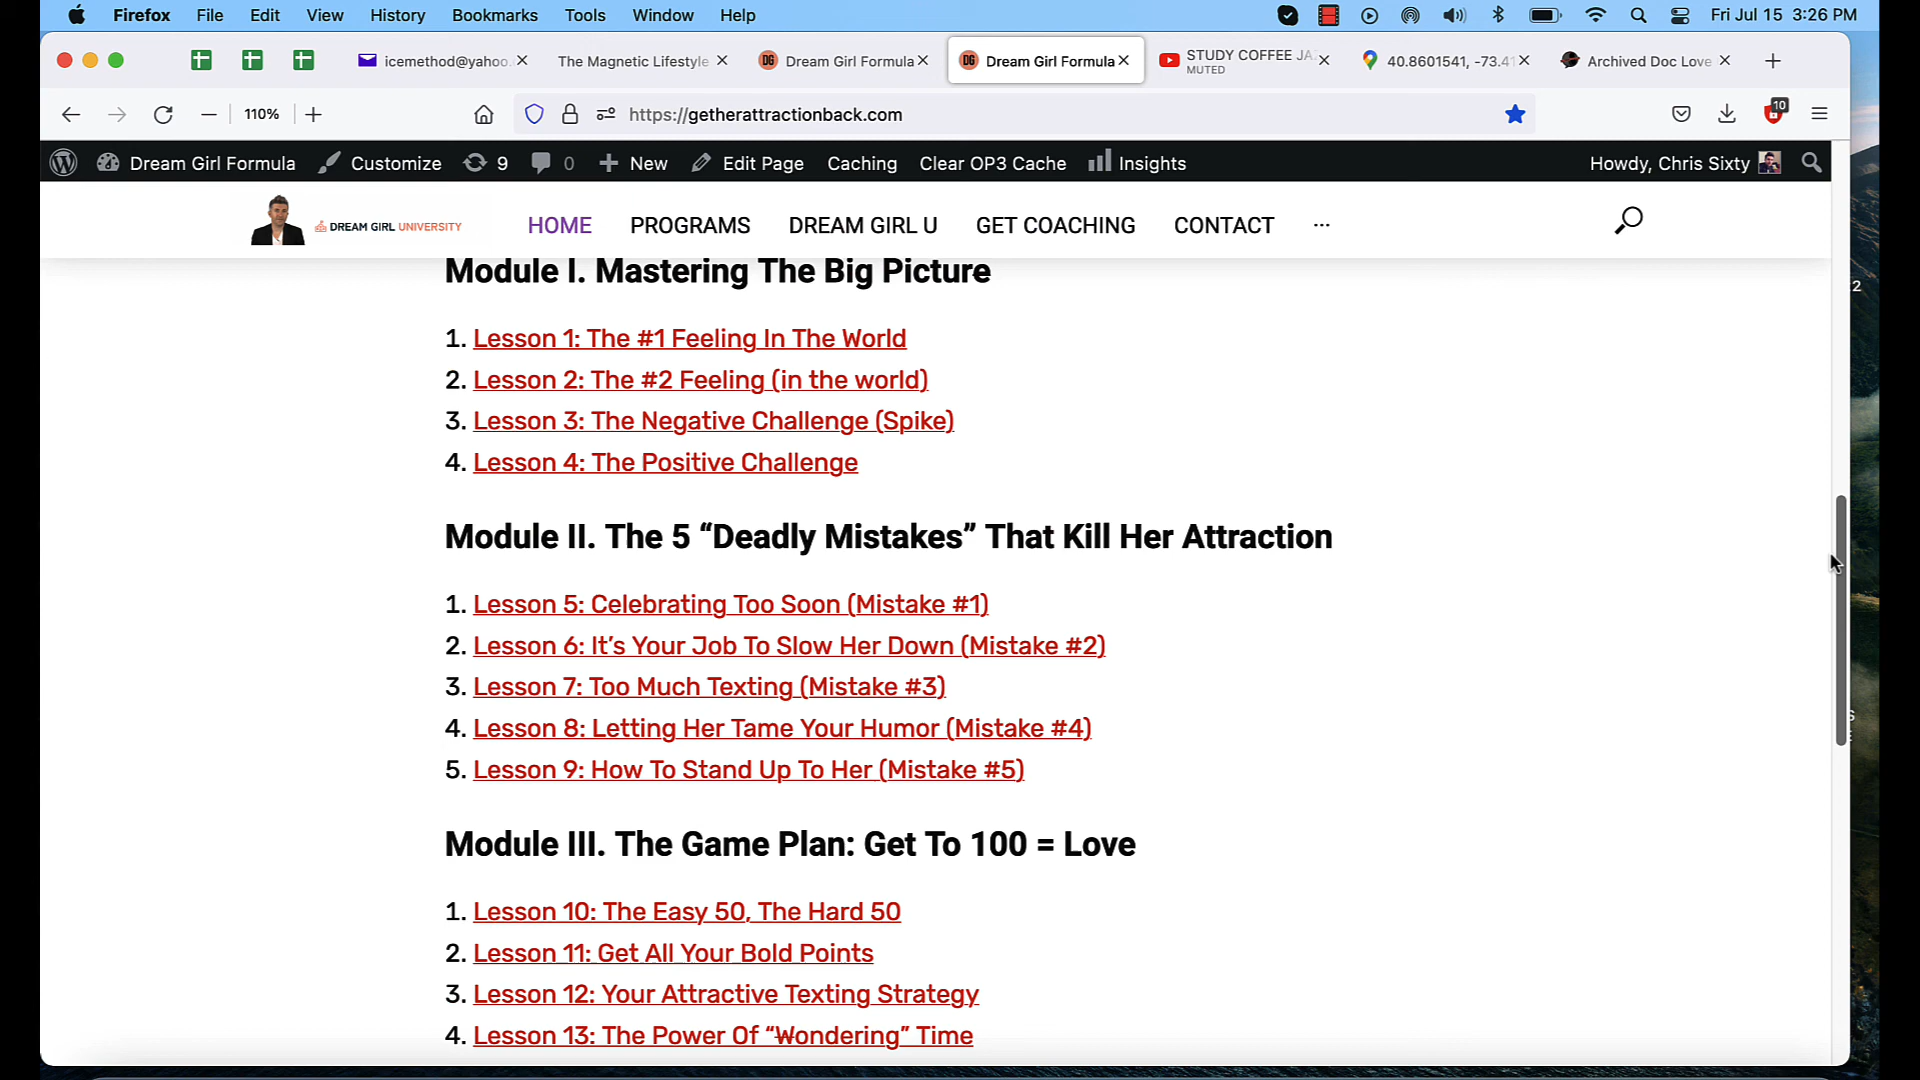 Firefox File Edit View History Bookmarks Tools Window Help Fri Jul 15 3:26 PM
icemethod@yahoo. The Magnetic Lifestyle DG Dream Girl Formula DG Dream Girl Formula STUDY COFFEE JA 40.8601541, -73.41 Archived Doc Love
MUTED
110% https://getherattractionback.com 10
Dream Girl Formula Customize 9 0 New Edit Page Caching Clear OP3 Cache Insights Howdy, Chris Sixty
DREAM GIRL UNIVERSITY HOME PROGRAMS DREAM GIRL U GET COACHING CONTACT ...
Module I. Mastering The Big Picture
1. Lesson 1: The #1 Feeling In The World
2. Lesson 2: The #2 Feeling (in the world)
3. Lesson 3: The Negative Challenge (Spike)
4. Lesson 4: The Positive Challenge
Module II. The 5 “Deadly Mistakes” That Kill Her Attraction
1. Lesson 5: Celebrating Too Soon (Mistake #1)
2. Lesson 6: It’s Your Job To Slow Her Down (Mistake #2)
3. Lesson 7: Too Much Texting (Mistake #3)
4. Lesson 8: Letting Her Tame Your Humor (Mistake #4)
5. Lesson 9: How To Stand Up To Her (Mistake #5)
Module III. The Game Plan: Get To 100 = Love
1. Lesson 10: The Easy 50, The Hard 50
2. Lesson 11: Get All Your Bold Points
3. Lesson 12: Your Attractive Texting Strategy
4. Lesson 13: The Power Of “Wondering” Time